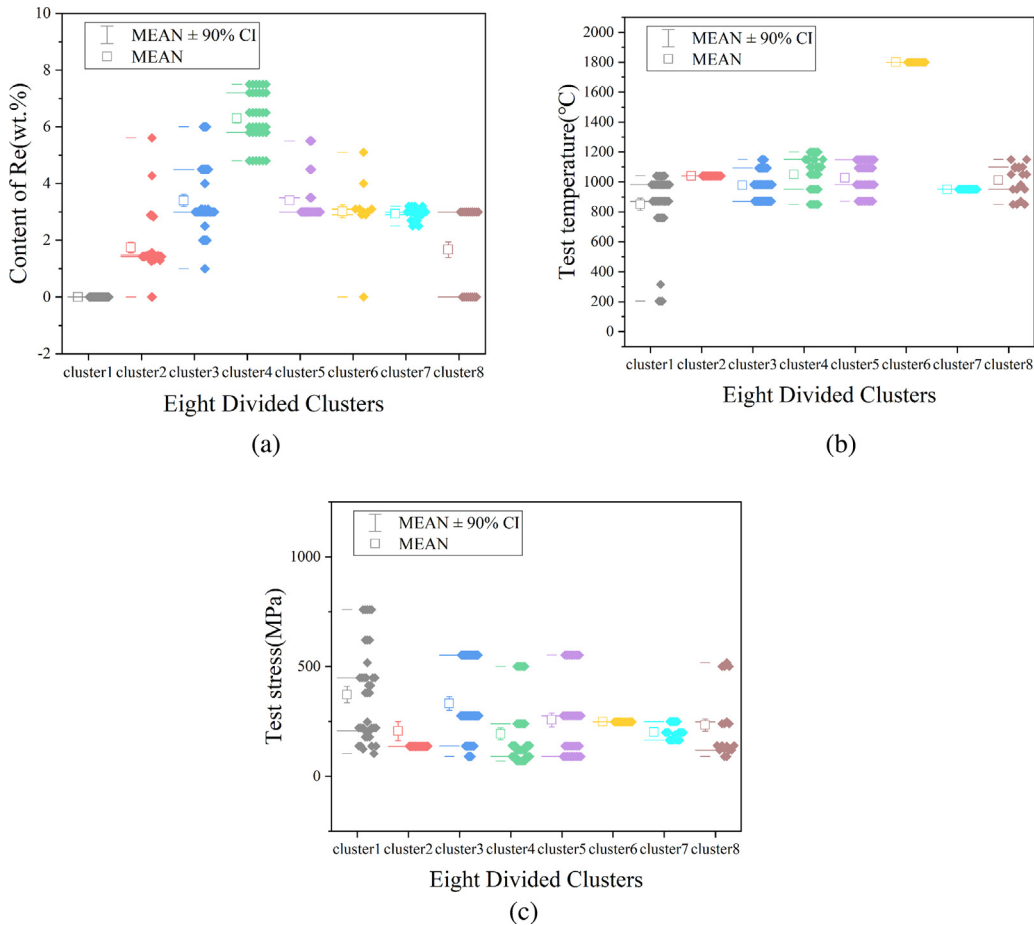 10
8
6
4
2
0
-2
Content of Re(wt.%)
MEAN ± 90% CI
MEAN
cluster1 cluster2 cluster3 cluster4 cluster5 cluster6 cluster7 cluster8
Eight Divided Clusters
(a)
2000
1800
1600
1400
1200
1000
800
600
400
200
0
Test temperature(℃)
MEAN ± 90% CI
MEAN
cluster1 cluster2 cluster3 cluster4 cluster5 cluster6 cluster7 cluster8
Eight Divided Clusters
(b)
1000
500
0
Test stress(MPa)
MEAN ± 90% CI
MEAN
cluster1 cluster2 cluster3 cluster4 cluster5 cluster6 cluster7 cluster8
Eight Divided Clusters
(c)